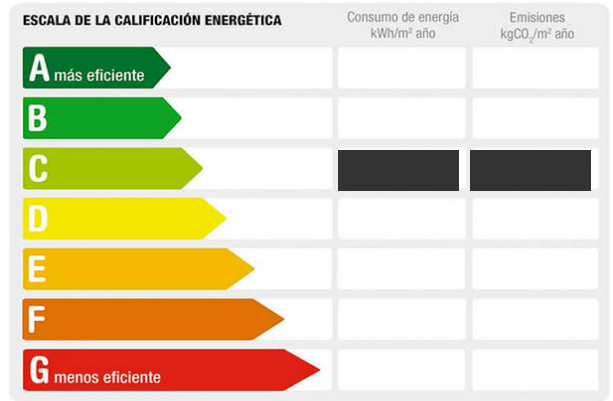 ESCALA DE LA CALIFICACIÓN ENERGÉTICA
Consumo de energía
kWh/m² año
Emisiones
kgCO₂/m² año
A más eficiente
B
C
D
E
F
G menos eficiente